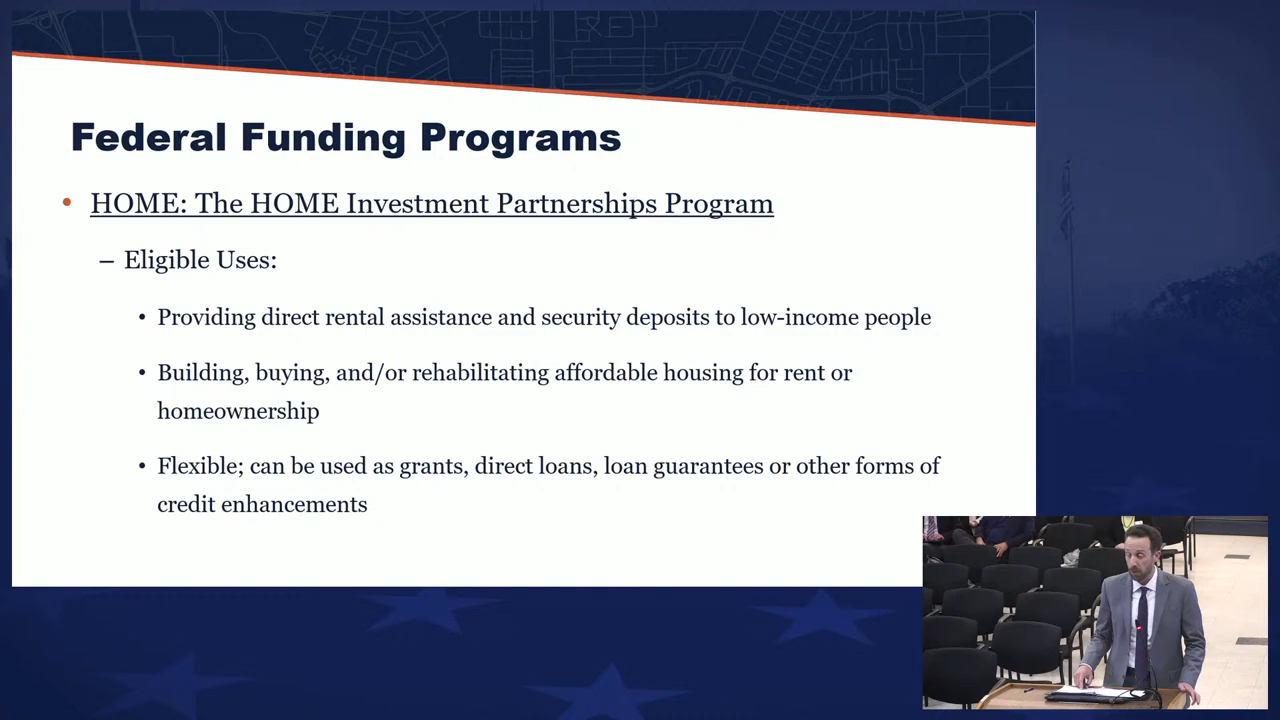 Federal Funding Programs
• HOME: The HOME Investment Partnerships Program
– Eligible Uses:
• Providing direct rental assistance and security deposits to low-income people
• Building, buying, and/or rehabilitating affordable housing for rent or
homeownership
• Flexible; can be used as grants, direct loans, loan guarantees or other forms of
credit enhancements